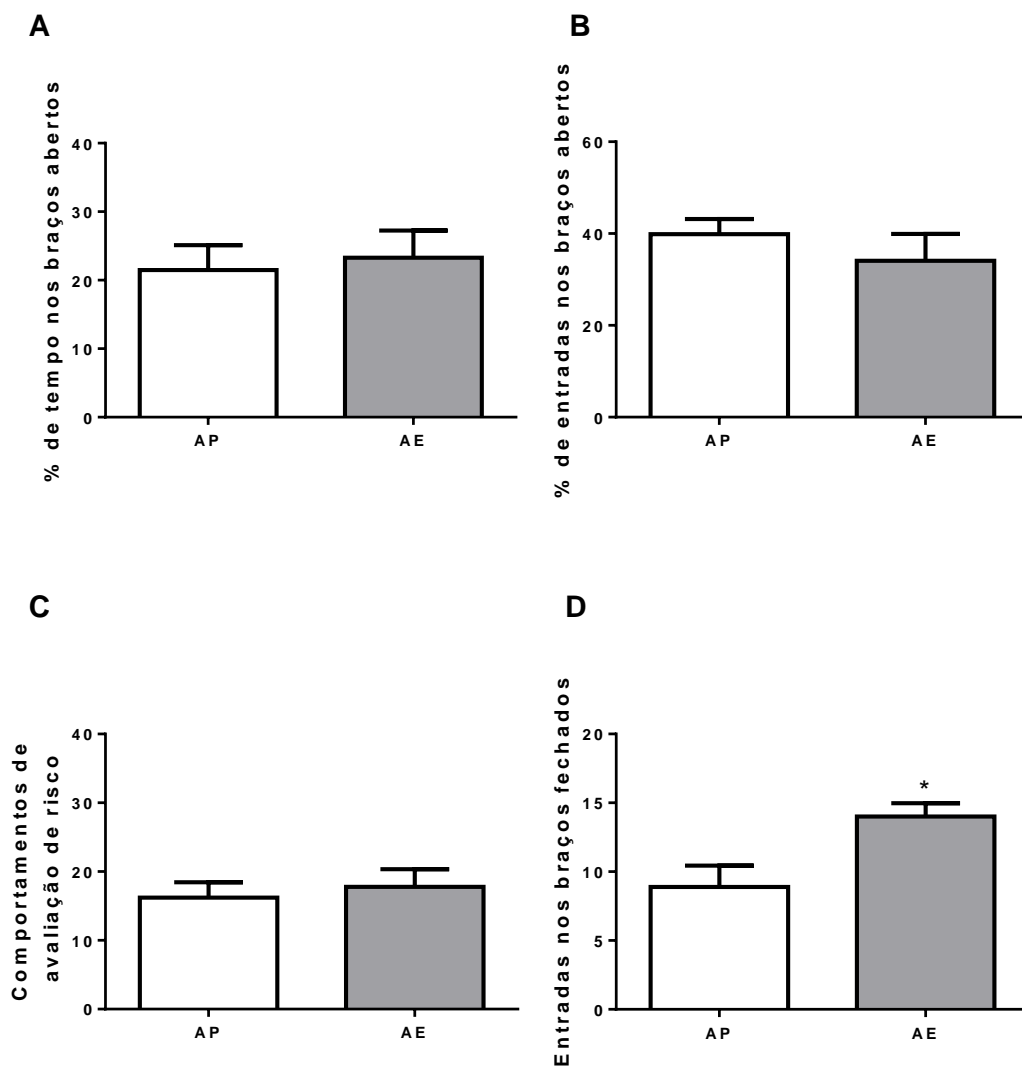 A
% de tempo nos braços abertos
40
30
20
10
0
AP
AE
B
% de entradas nos braços abertos
60
40
20
0
AP
AE
C
Comportamentos de
avaliação de risco
40
30
20
10
0
AP
AE
D
Entradas nos braços fechados
20
15
10
5
0
*
AP
AE